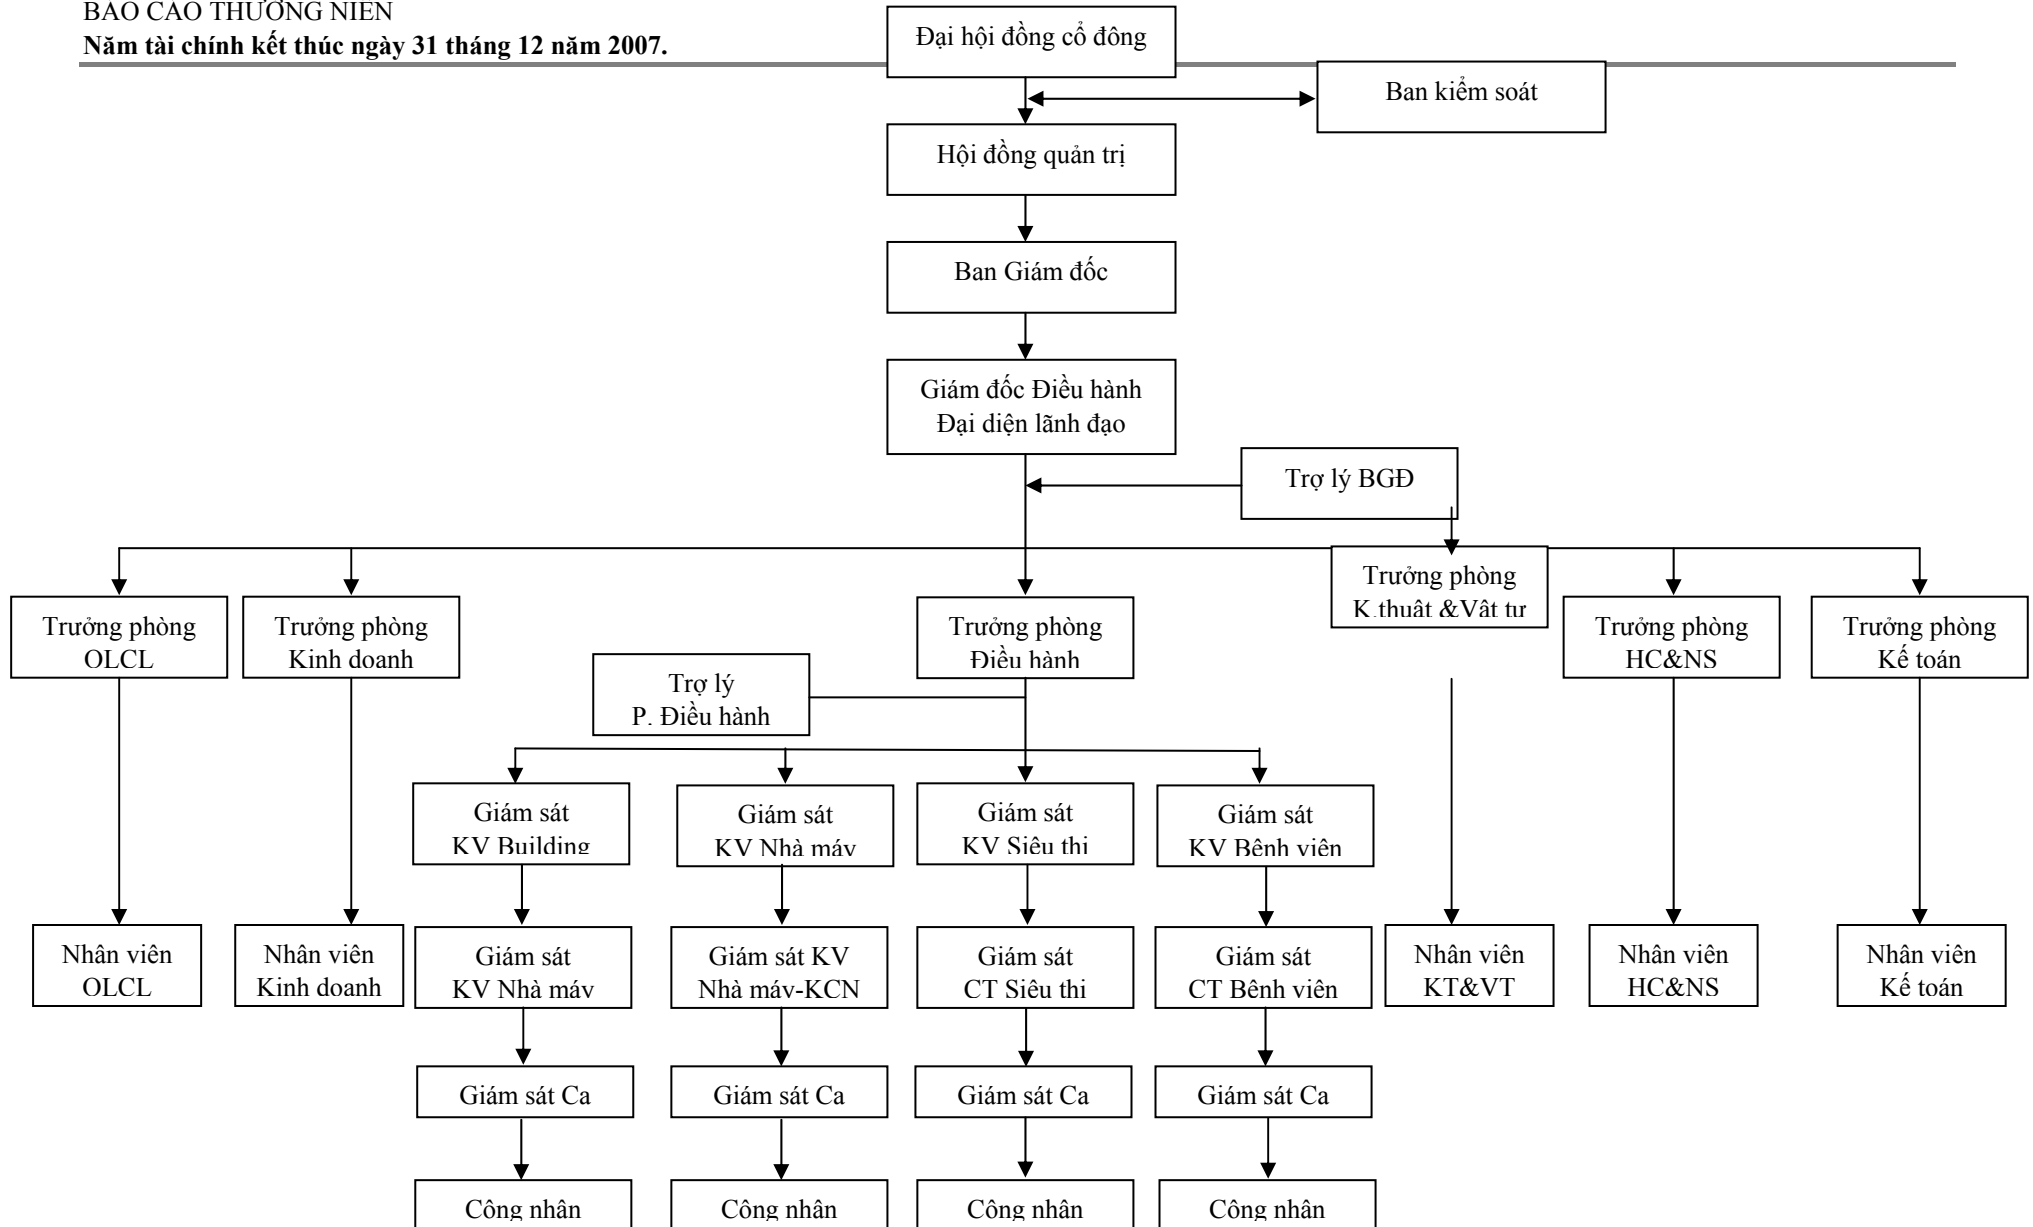 BÁO CÁO THƯỜNG NIÊN
Năm tài chính kết thúc ngày 31 tháng 12 năm 2007.
Đại hội đồng cổ đông
Ban kiểm soát
Hội đồng quản trị
Ban Giám đốc
Giám đốc Điều hành
Đại diện lãnh đạo
Trợ lý BGĐ
Trưởng phòng
QLCL
Trưởng phòng
Kinh doanh
Trưởng phòng
Điều hành
Trưởng phòng
K.thuật &Vật tư
Trưởng phòng
HC&NS
Trưởng phòng
Kế toán
Trợ lý
P. Điều hành
Giám sát
KV Building
Giám sát
KV Nhà máy
Giám sát
KV Siêu thị
Giám sát
KV Bệnh viện
Nhân viên
QLCL
Nhân viên
Kinh doanh
Giám sát
KV Nhà máy
Giám sát KV
Nhà máy-KCN
Giám sát
CT Siêu thị
Giám sát
CT Bệnh viện
Nhân viên
KT&VT
Nhân viên
HC&NS
Nhân viên
Kế toán
Giám sát Ca
Giám sát Ca
Giám sát Ca
Giám sát Ca
Công nhân
Công nhân
Công nhân
Công nhân